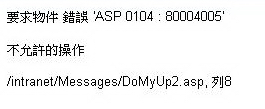 要求物件 錯誤 'ASP 0104 : 80004005'
不允許的操作
/intranet/Messages/DoMyUp2.asp, 列8